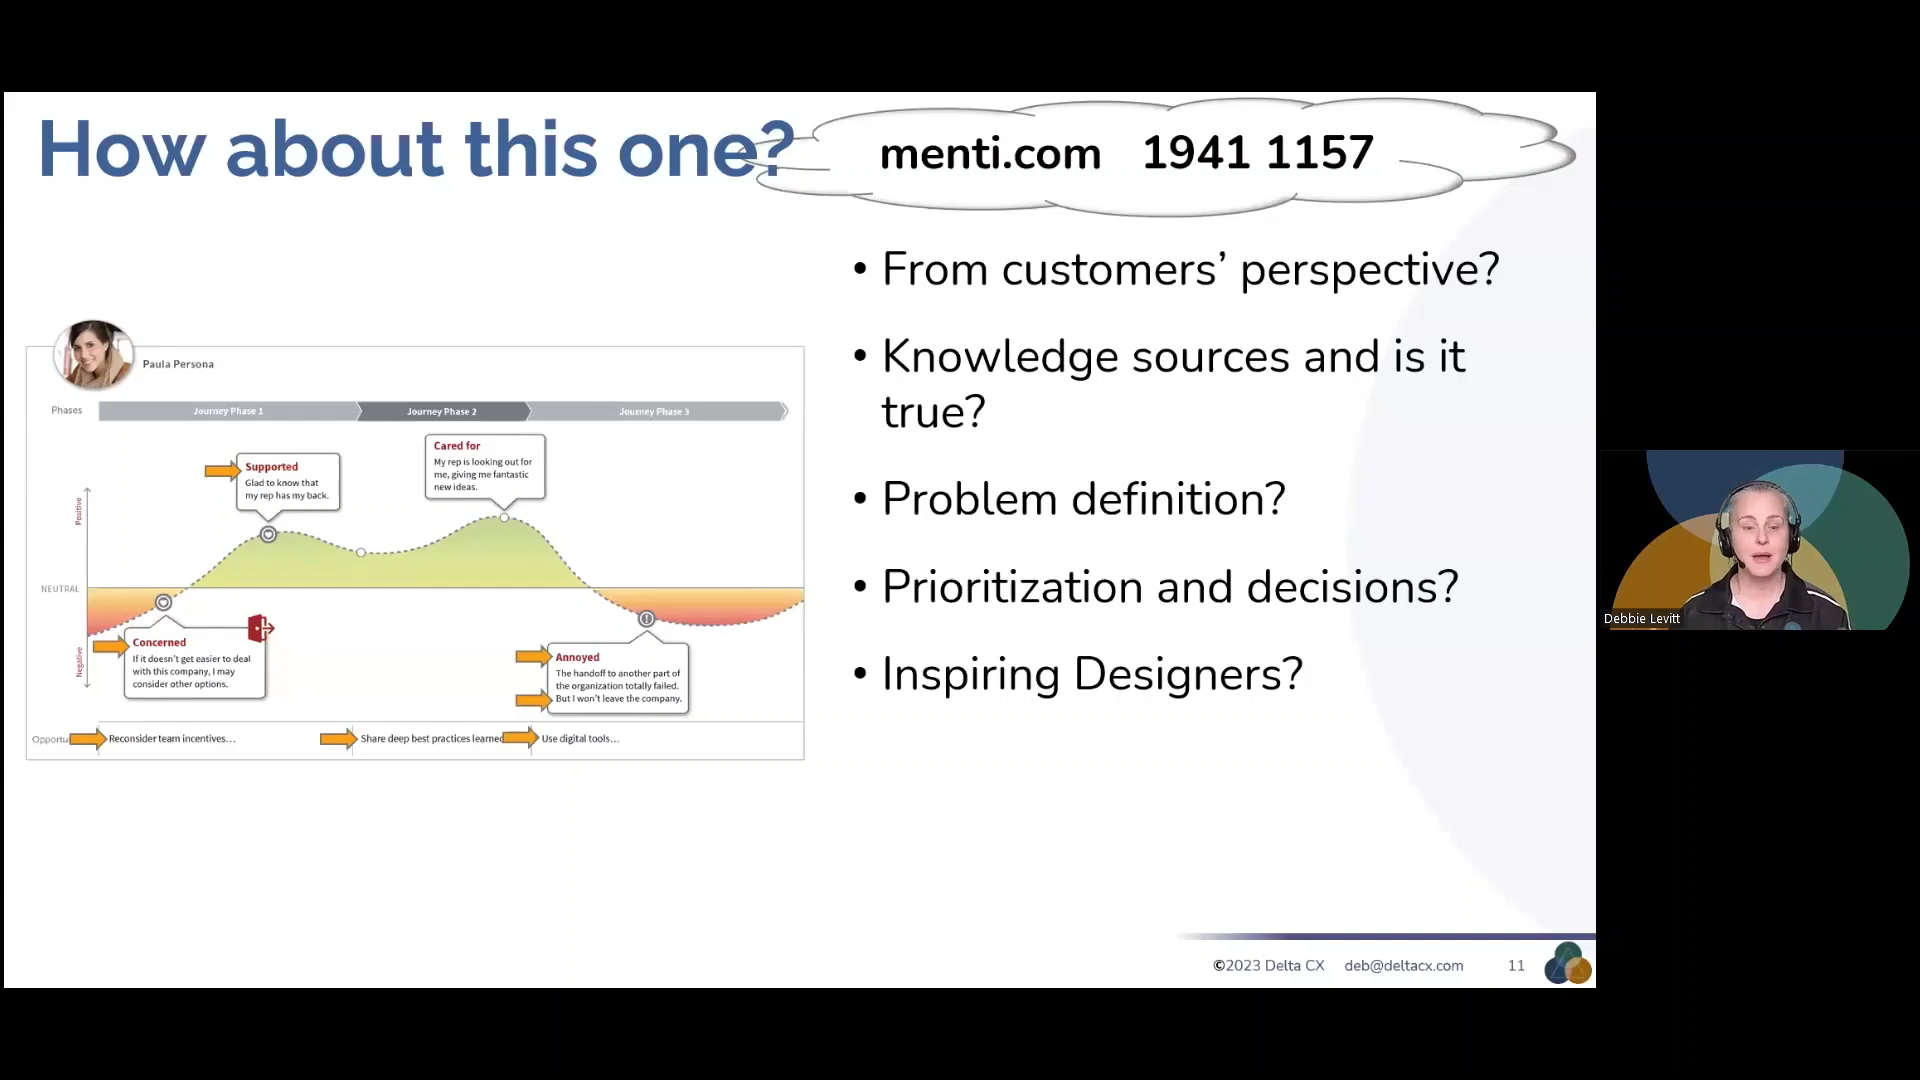 How about this one?
menti.com 1941 1157
• From customers’ perspective?
• Knowledge sources and is it
true?
• Problem definition?
• Prioritization and decisions?
• Inspiring Designers?
Paula Persona
Phases
Journey Phase 1
Journey Phase 2
Journey Phase 3
Supported
Glad to know that
my rep has my back.
Cared for
My rep is looking out for
me, giving me fantastic
new ideas.
Positive
NEUTRAL
Negative
Concerned
If it doesn't get easier to deal
with this company, I may
consider other options.
Annoyed
The handoff to another part of
the organization totally failed.
But I won't leave the company.
Reconsider team incentives...
Share deep best practices learned
Use digital tools...
Debbie Levitt
©2023 Delta CX deb@deltacx.com 11